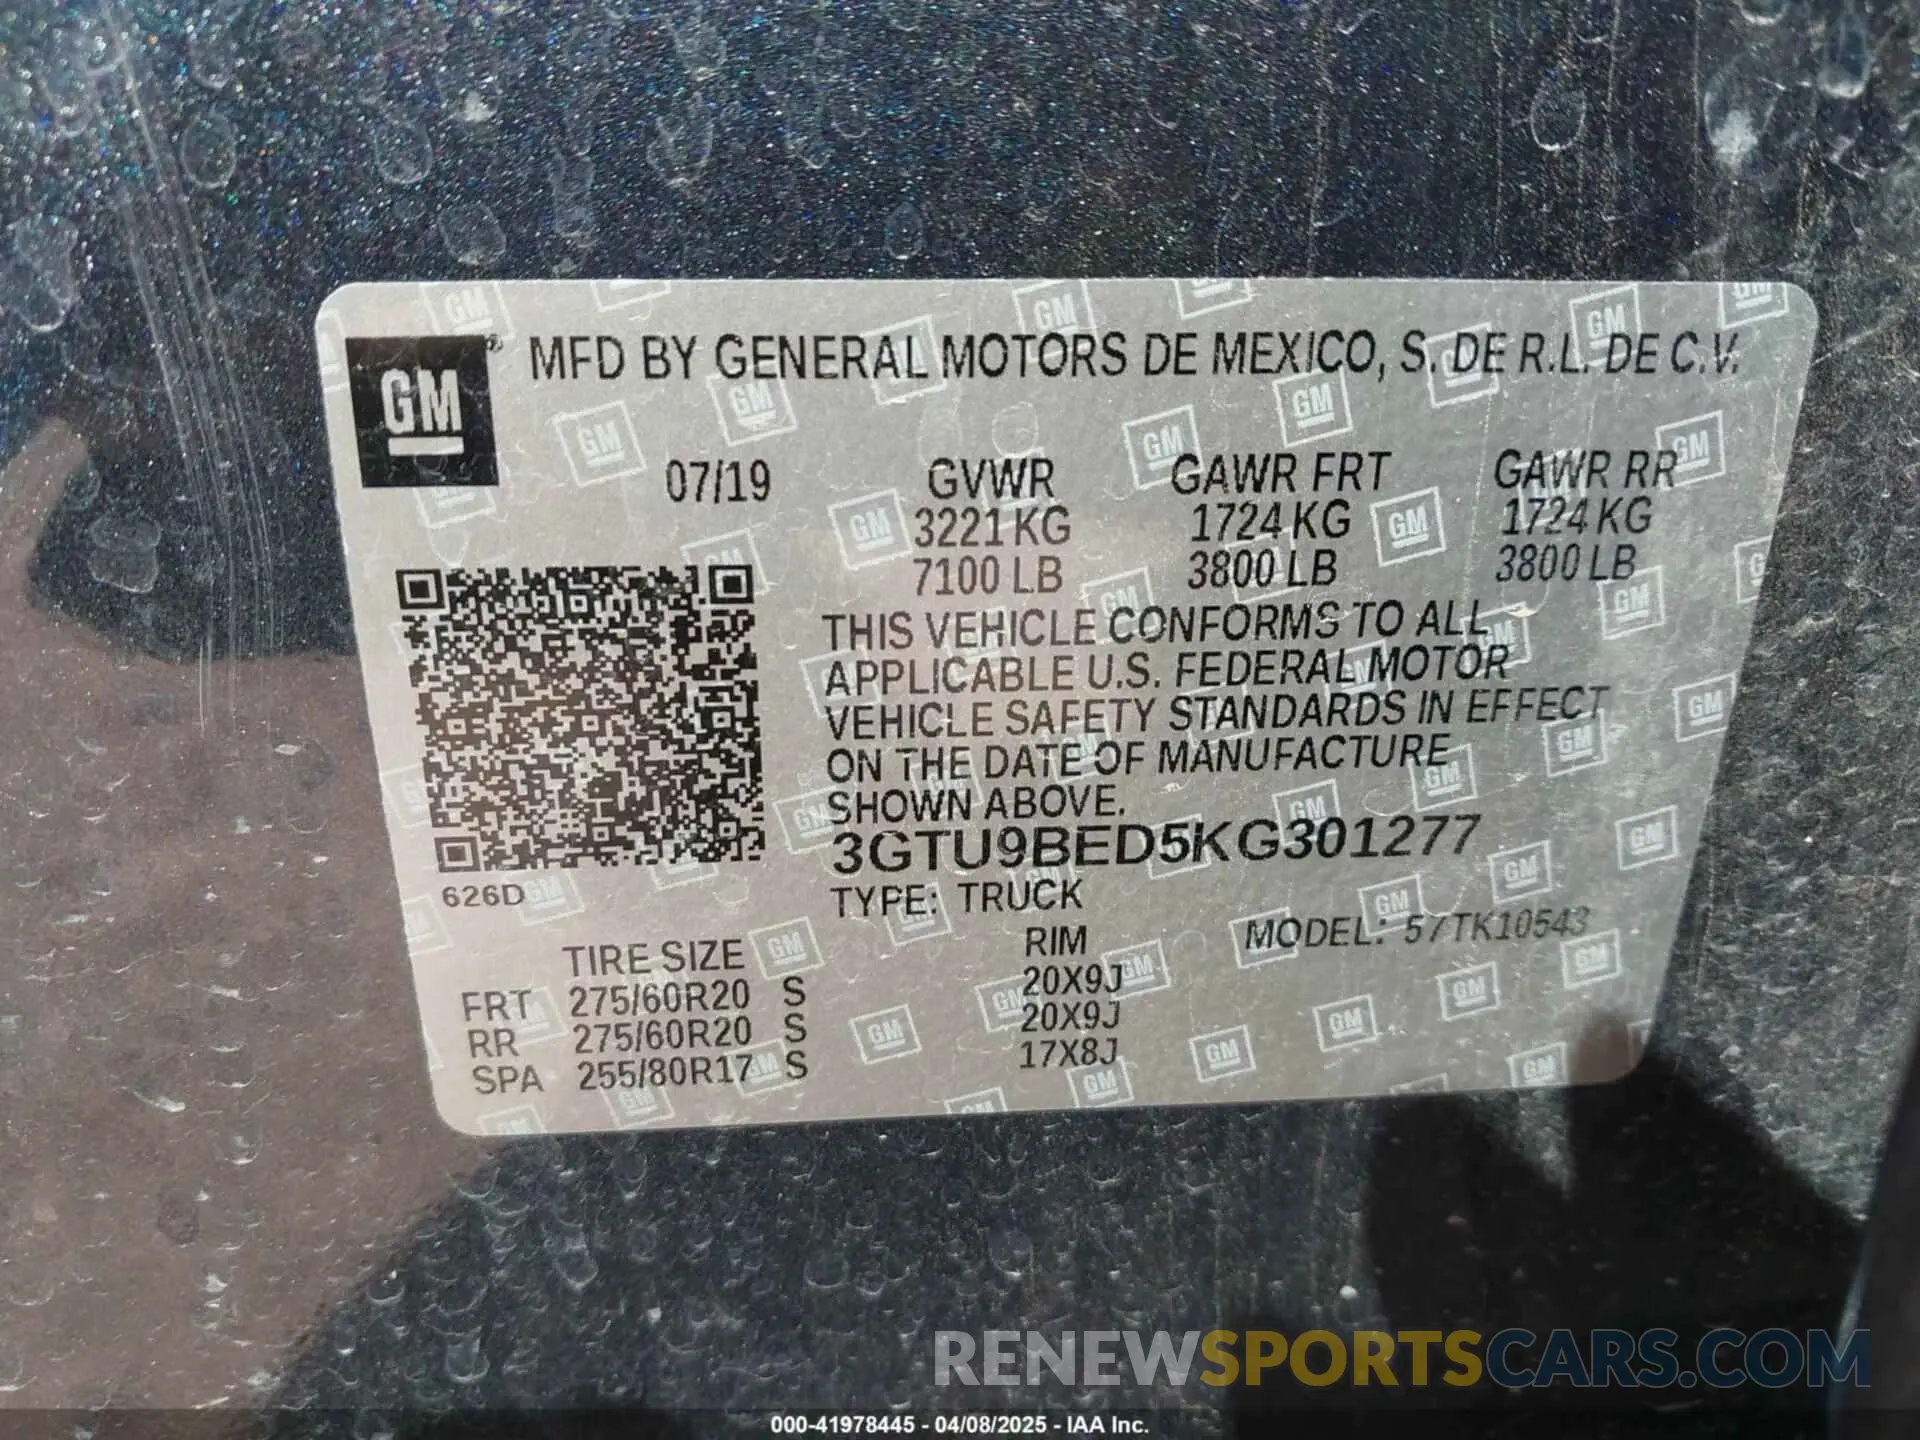 GM ® MFD BY GENERAL MOTORS DE MEXICO, S. DE R.L. DE C.V.
07/19 GVWR GAWR FRT GAWR RR
3221 KG 1724 KG 1724 KG
7100 LB 3800 LB 3800 LB
THIS VEHICLE CONFORMS TO ALL
APPLICABLE U.S. FEDERAL MOTOR
VEHICLE SAFETY STANDARDS IN EFFECT
ON THE DATE OF MANUFACTURE
SHOWN ABOVE.
3GTU9BED5KG301277
626D
TYPE: TRUCK
MODEL: 57TK10543
TIRE SIZE RIM
FRT 275/60R20 S 20X9J
RR 275/60R20 S 20X9J
SPA 255/80R17 S 17X8J
RENEWSPORTSCARS.COM
000-41978445 - 04/08/2025 - IAA Inc.